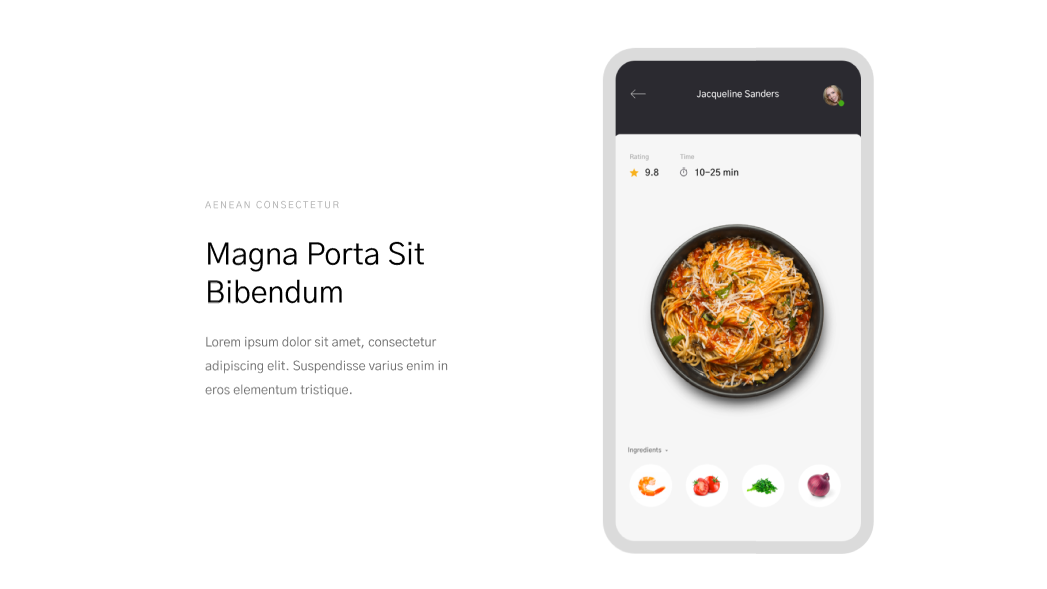 AENEAN CONSECTETUR
Magna Porta Sit
Bibendum
Lorem ipsum dolor sit amet, consectetur
adipiscing elit. Suspendisse varius enim in
eros elementum tristique.
Jacqueline Sanders
Rating Time
9.8 10-25 min
Ingredients -